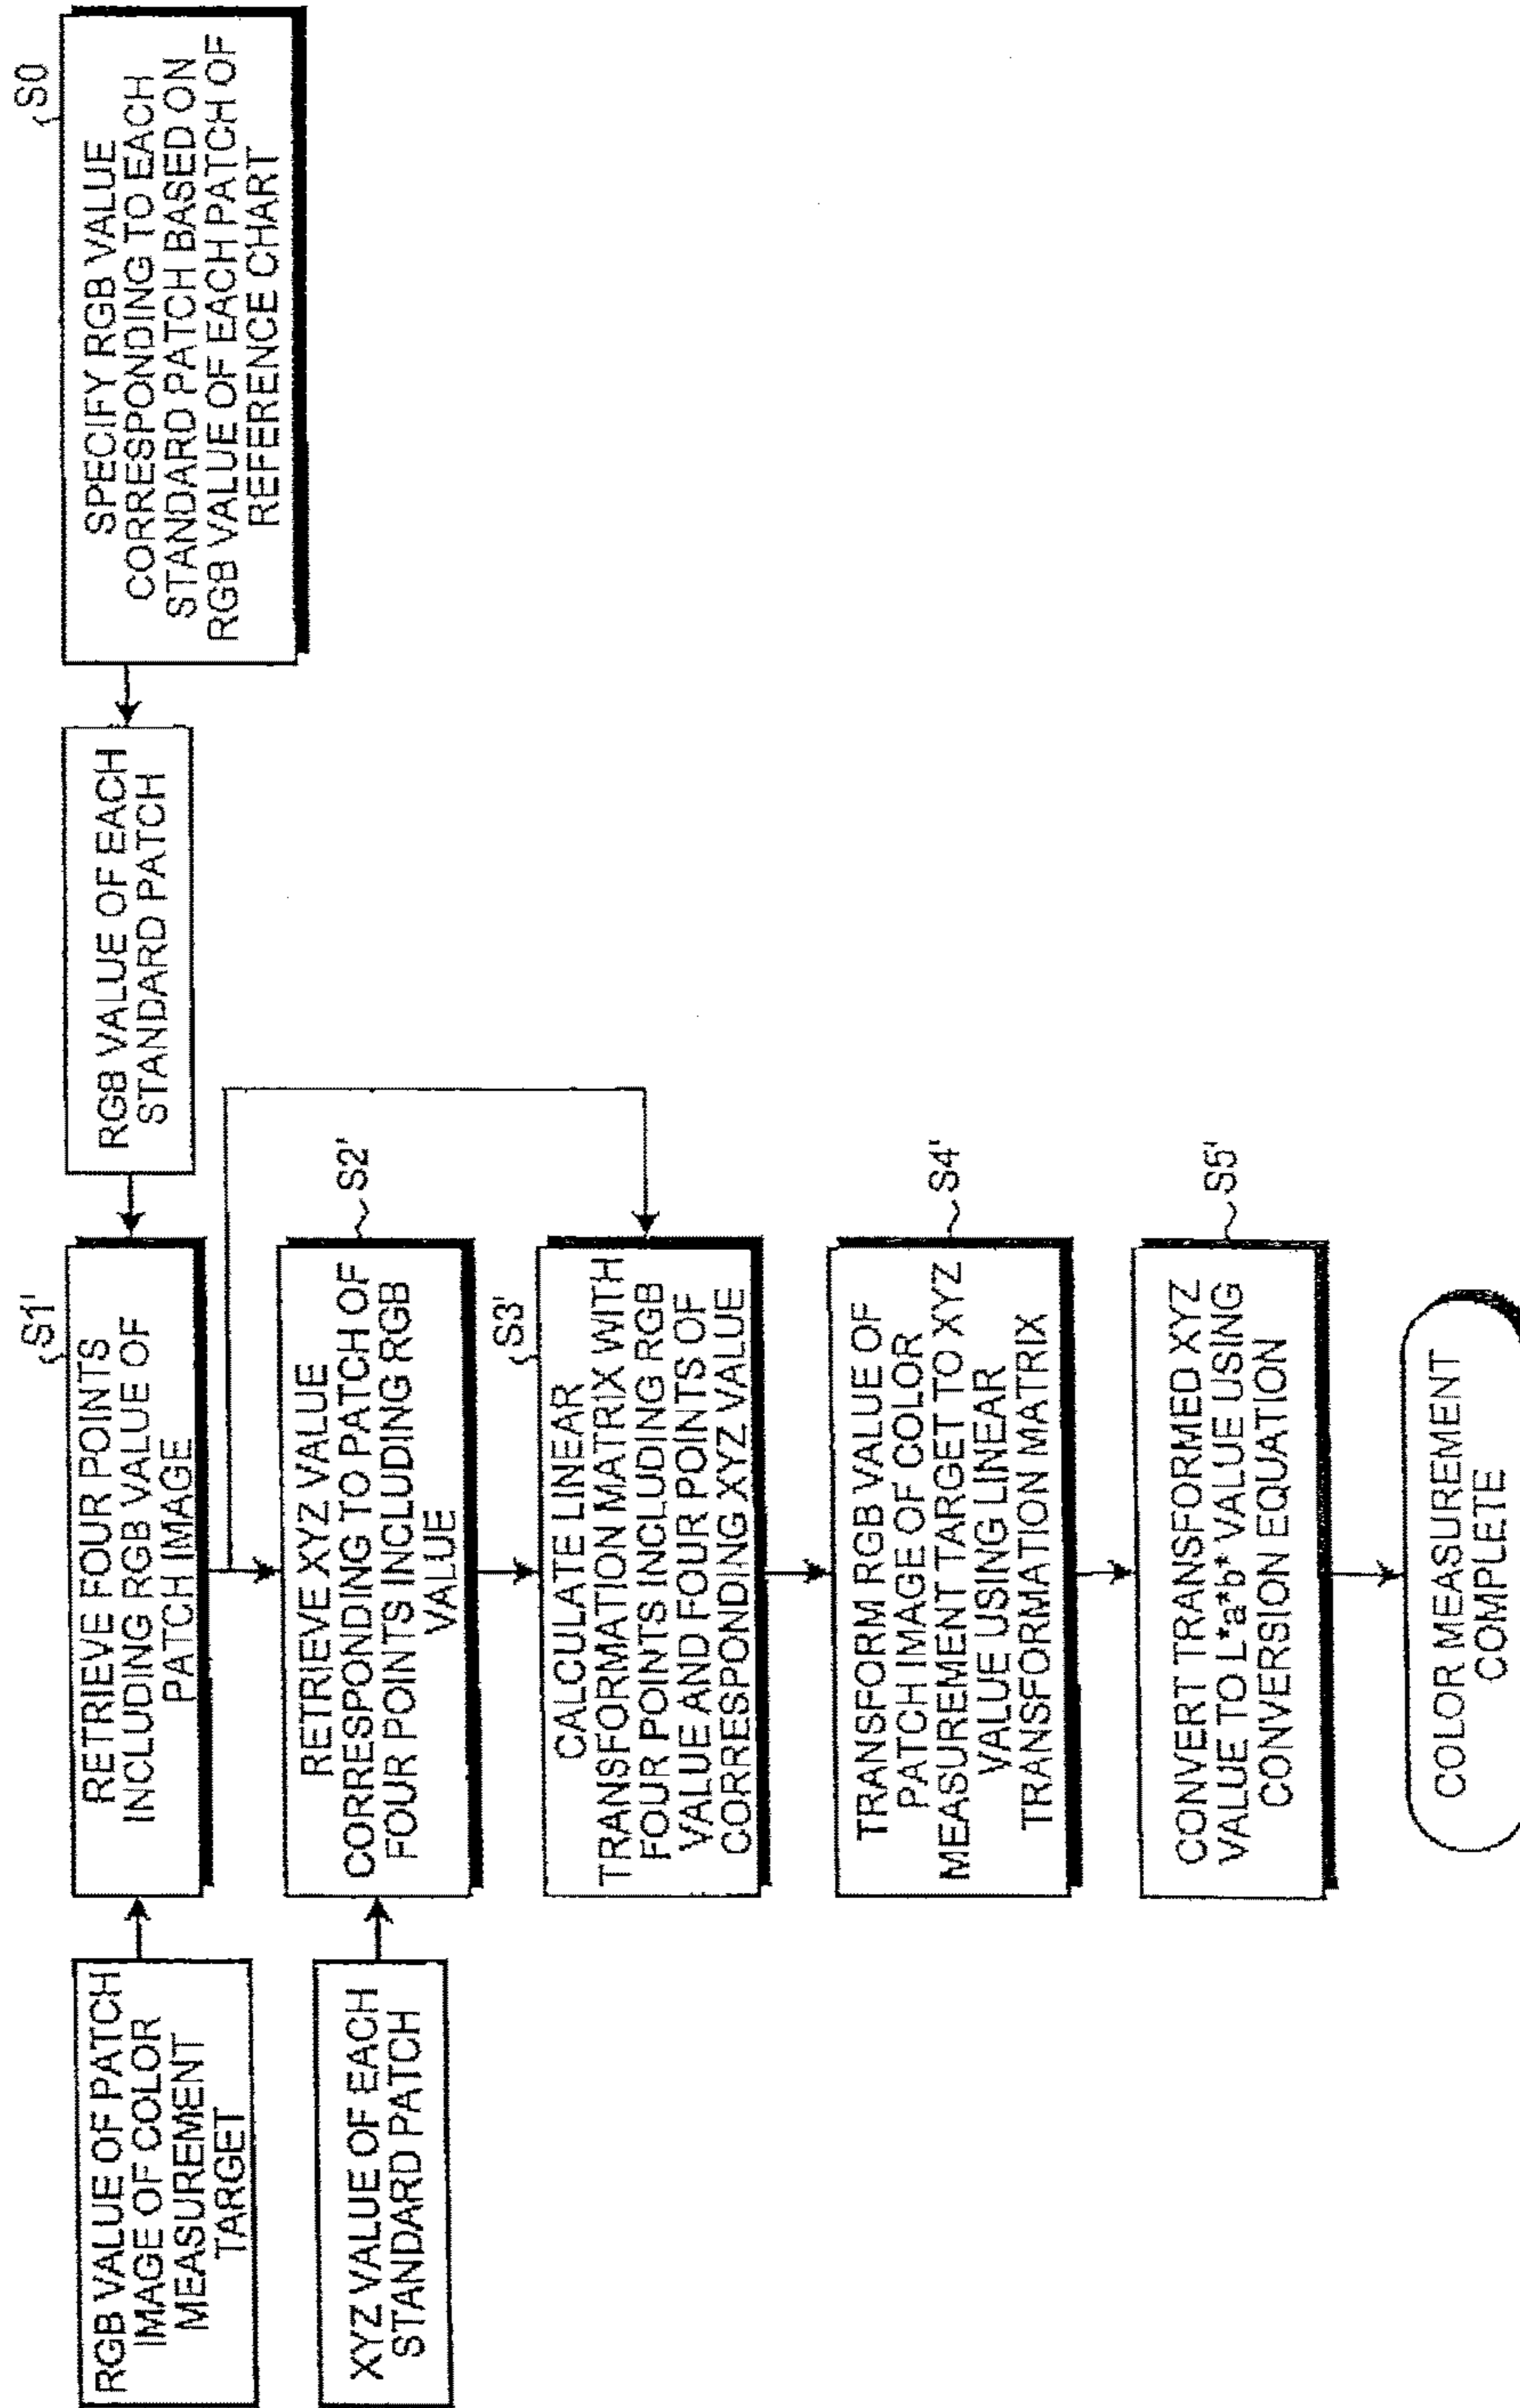 RGB VALUE OF PATCH
IMAGE OF COLOR
MEASUREMENT
TARGET
S1'
RETRIEVE FOUR POINTS
INCLUDING RGB VALUE OF
PATCH IMAGE
RGB VALUE OF EACH
STANDARD PATCH
S0
SPECIFY RGB VALUE
CORRESPONDING TO EACH
STANDARD PATCH BASED ON
RGB VALUE OF EACH PATCH OF
REFERENCE CHART
XYZ VALUE OF EACH
STANDARD PATCH
S2'
RETRIEVE XYZ VALUE
CORRESPONDING TO PATCH OF
FOUR POINTS INCLUDING RGB
VALUE
S3'
CALCULATE LINEAR
TRANSFORMATION MATRIX WITH
FOUR POINTS INCLUDING RGB
VALUE AND FOUR POINTS OF
CORRESPONDING XYZ VALUE
S4'
TRANSFORM RGB VALUE OF
PATCH IMAGE OF COLOR
MEASUREMENT TARGET TO XYZ
VALUE USING LINEAR
TRANSFORMATION MATRIX
S5'
CONVERT TRANSFORMED XYZ
VALUE TO L*a*b* VALUE USING
CONVERSION EQUATION
COLOR MEASUREMENT
COMPLETE